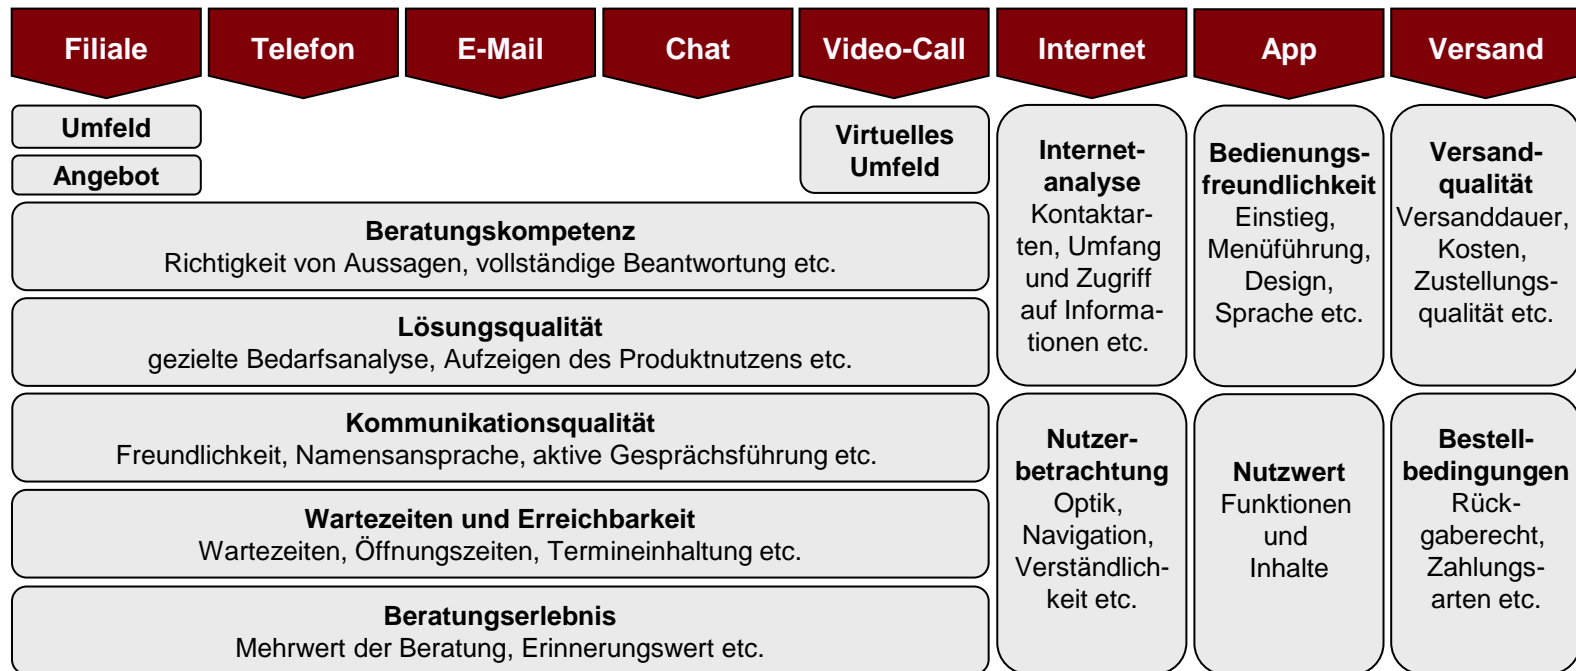 Filiale
Telefon
E-Mail
Chat
Video-Call
Internet
App
Versand
Umfeld
Angebot
Virtuelles
Umfeld
Beratungskompetenz
Richtigkeit von Aussagen, vollständige Beantwortung etc.
Lösungsqualität
gezielte Bedarfsanalyse, Aufzeigen des Produktnutzens etc.
Kommunikationsqualität
Freundlichkeit, Namensansprache, aktive Gesprächsführung etc.
Wartezeiten und Erreichbarkeit
Wartezeiten, Öffnungszeiten, Termineinhaltung etc.
Beratungserlebnis
Mehrwert der Beratung, Erinnerungswert etc.
Internet-
analyse
Kontaktar-
ten, Umfang
und Zugriff
auf Informa-
tionen etc.
Nutzer-
betrachtung
Optik,
Navigation,
Verständlich-
keit etc.
Bedienungs-
freundlichkeit
Einstieg,
Menüführung,
Design,
Sprache etc.
Nutzwert
Funktionen
und
Inhalte
Versand-
qualität
Versanddauer,
Kosten,
Zustellungs-
qualität etc.
Bestell-
bedingungen
Rück-
gaberecht,
Zahlungs-
arten etc.